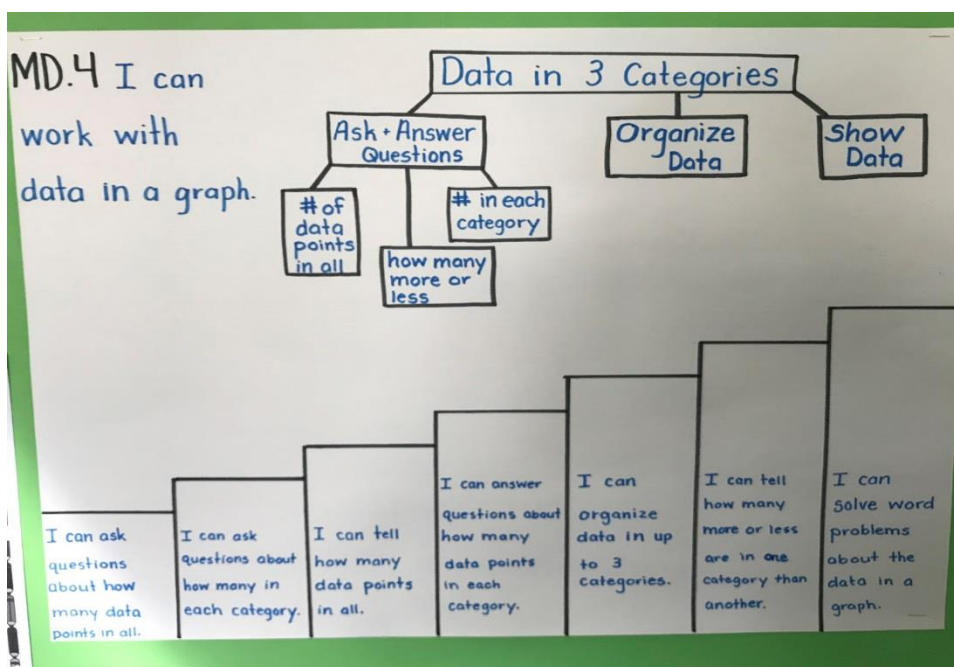 MD.4 I can
work with
data in a graph.
Data in 3 Categories
Ask + Answer
Questions
Organize
Data
Show
Data
# of
data
points
in all
how many
more or
less
# in each
category
I can ask
questions
about how
many data
points in all.
I can ask
questions about
how many in
each category.
I can tell
how many
data points
in all.
I can answer
questions about
how many
data points
in each
category.
I can
organize
data in up
to 3
categories.
I can tell
how many
more or less
are in one
category than
another.
I can
solve word
problems
about the
data in a
graph.